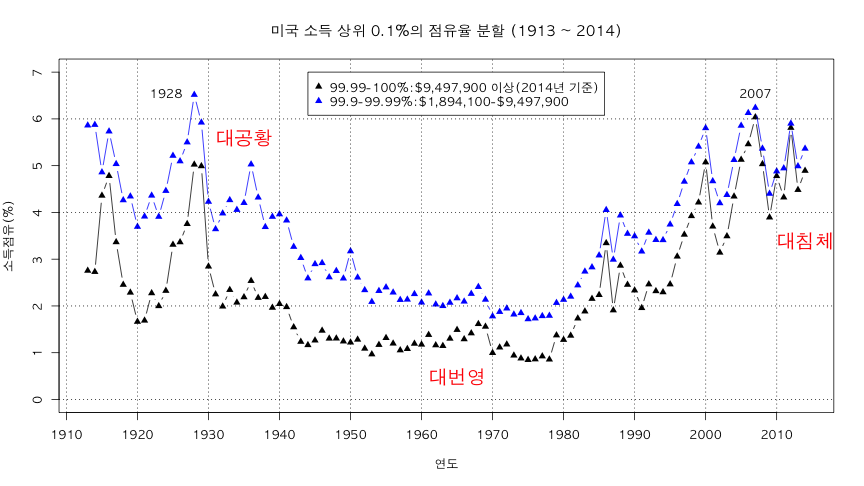 미국 소득 상위 0.1%의 점유율 분할 (1913 ~ 2014)
99.99-100%:$9,497,900 이상(2014년 기준)
99.9-99.99%:$1,894,100-$9,497,900
1928
2007
대공황
대침체
대번영
소득점유(%)
7
6
5
4
3
2
1
0
1910 1920 1930 1940 1950 1960 1970 1980 1990 2000 2010
연도